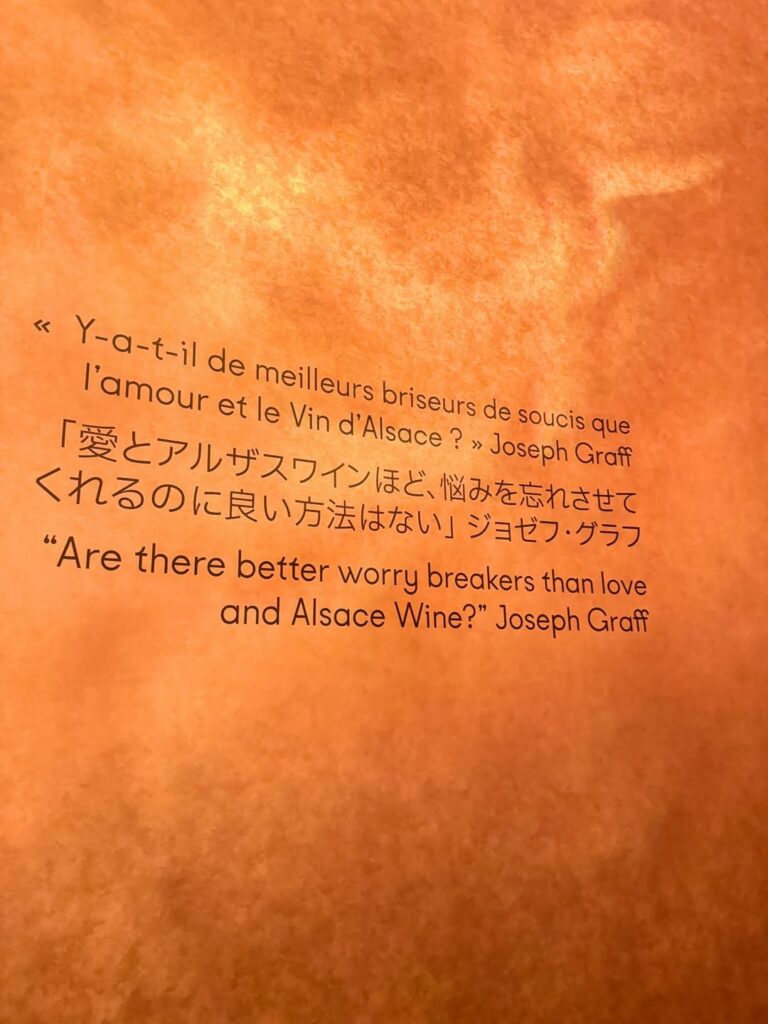 « Y-a-t-il de meilleurs briseurs de soucis que
l'amour et le Vin d'Alsace ? » Joseph Graff
「愛とアルザスワインほど、悩みを忘れさせて
くれるのに良い方法はない」 ジョゼフ・グラフ
“Are there better worry breakers than love
and Alsace Wine?” Joseph Graff